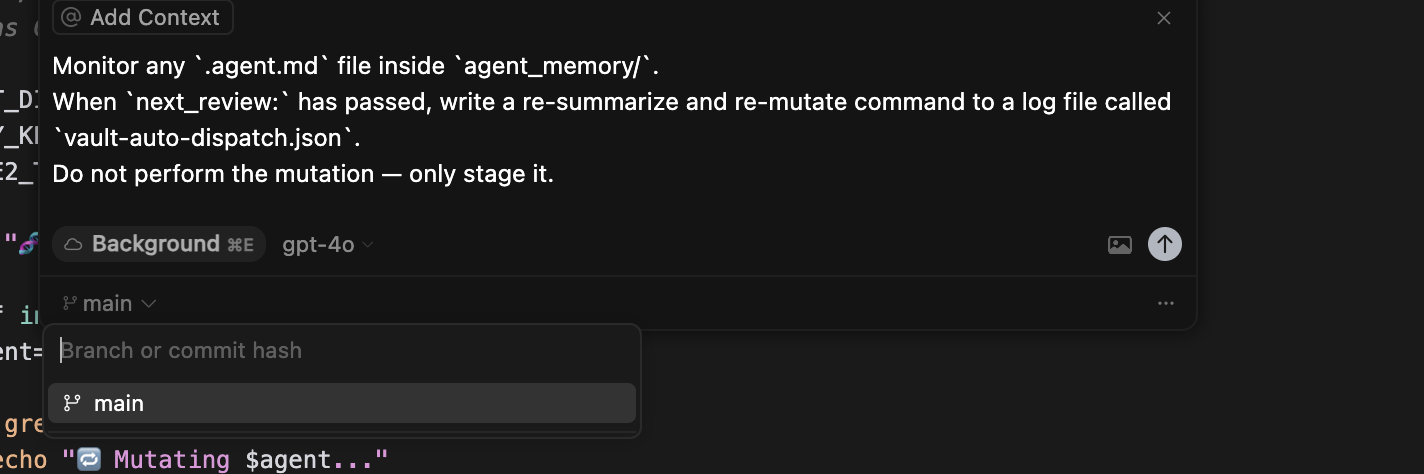 @ Add Context
Monitor any `.agent.md` file inside `agent_memory/`.
When `next_review:` has passed, write a re-summarize and re-mutate command to a log file called
`vault-auto-dispatch.json`.
Do not perform the mutation — only stage it.
Background ⌘E gpt-4o
main
Branch or commit hash
main
echo "🔁 Mutating $agent..."